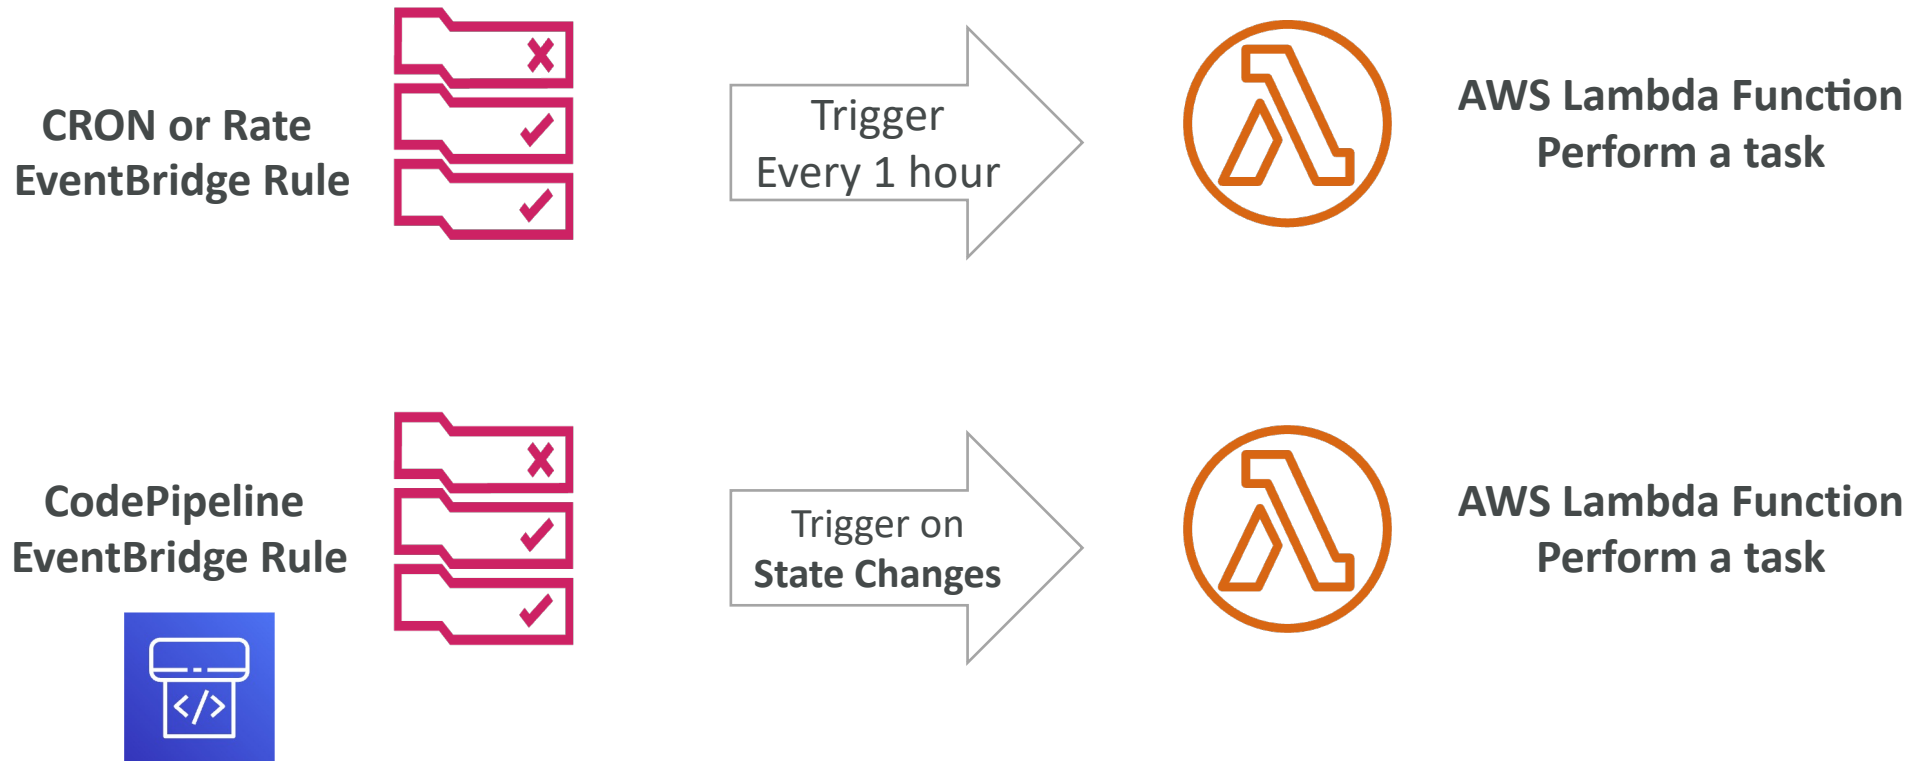 CRON or Rate
EventBridge Rule
Trigger
Every 1 hour
AWS Lambda Function
Perform a task
CodePipeline
EventBridge Rule
</>
Trigger on
State Changes
AWS Lambda Function
Perform a task